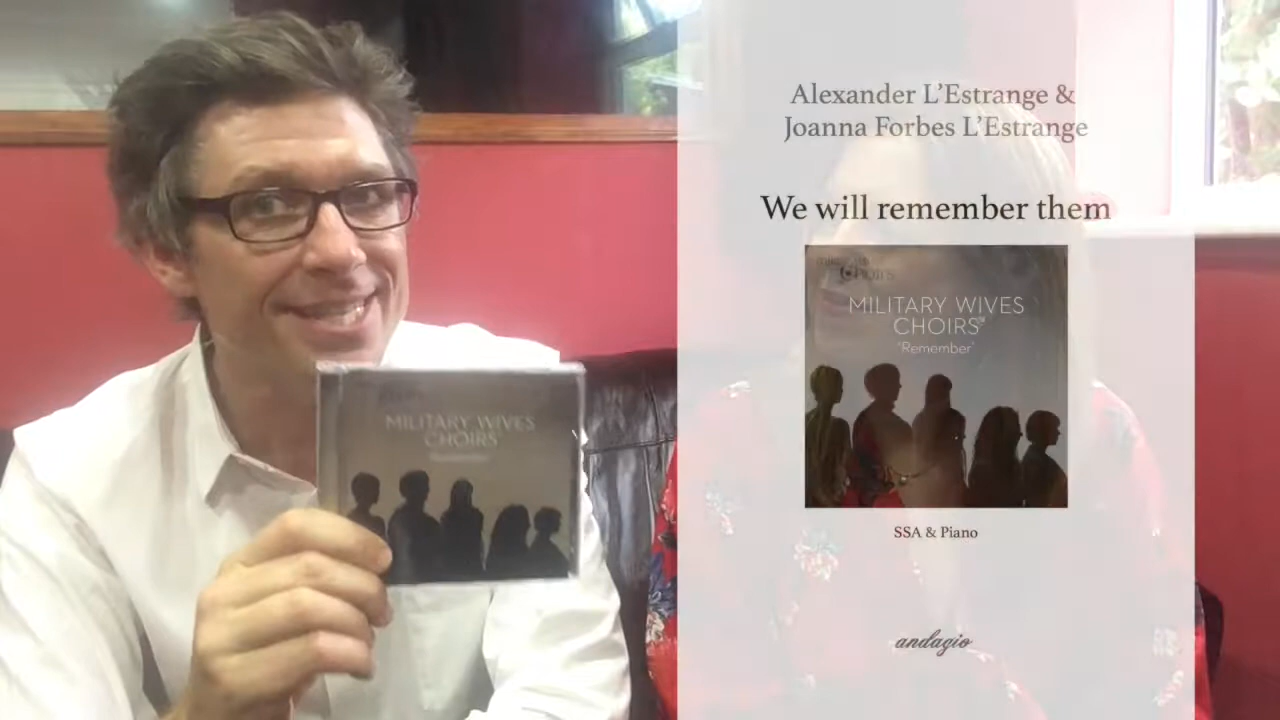 MILITARY WIVES
CHOIRS
Alexander L'Estrange &
Joanna Forbes L'Estrange
We will remember them
MILITARY WIVES
CHOIRS
"Remember"
SSA & Piano
andagio